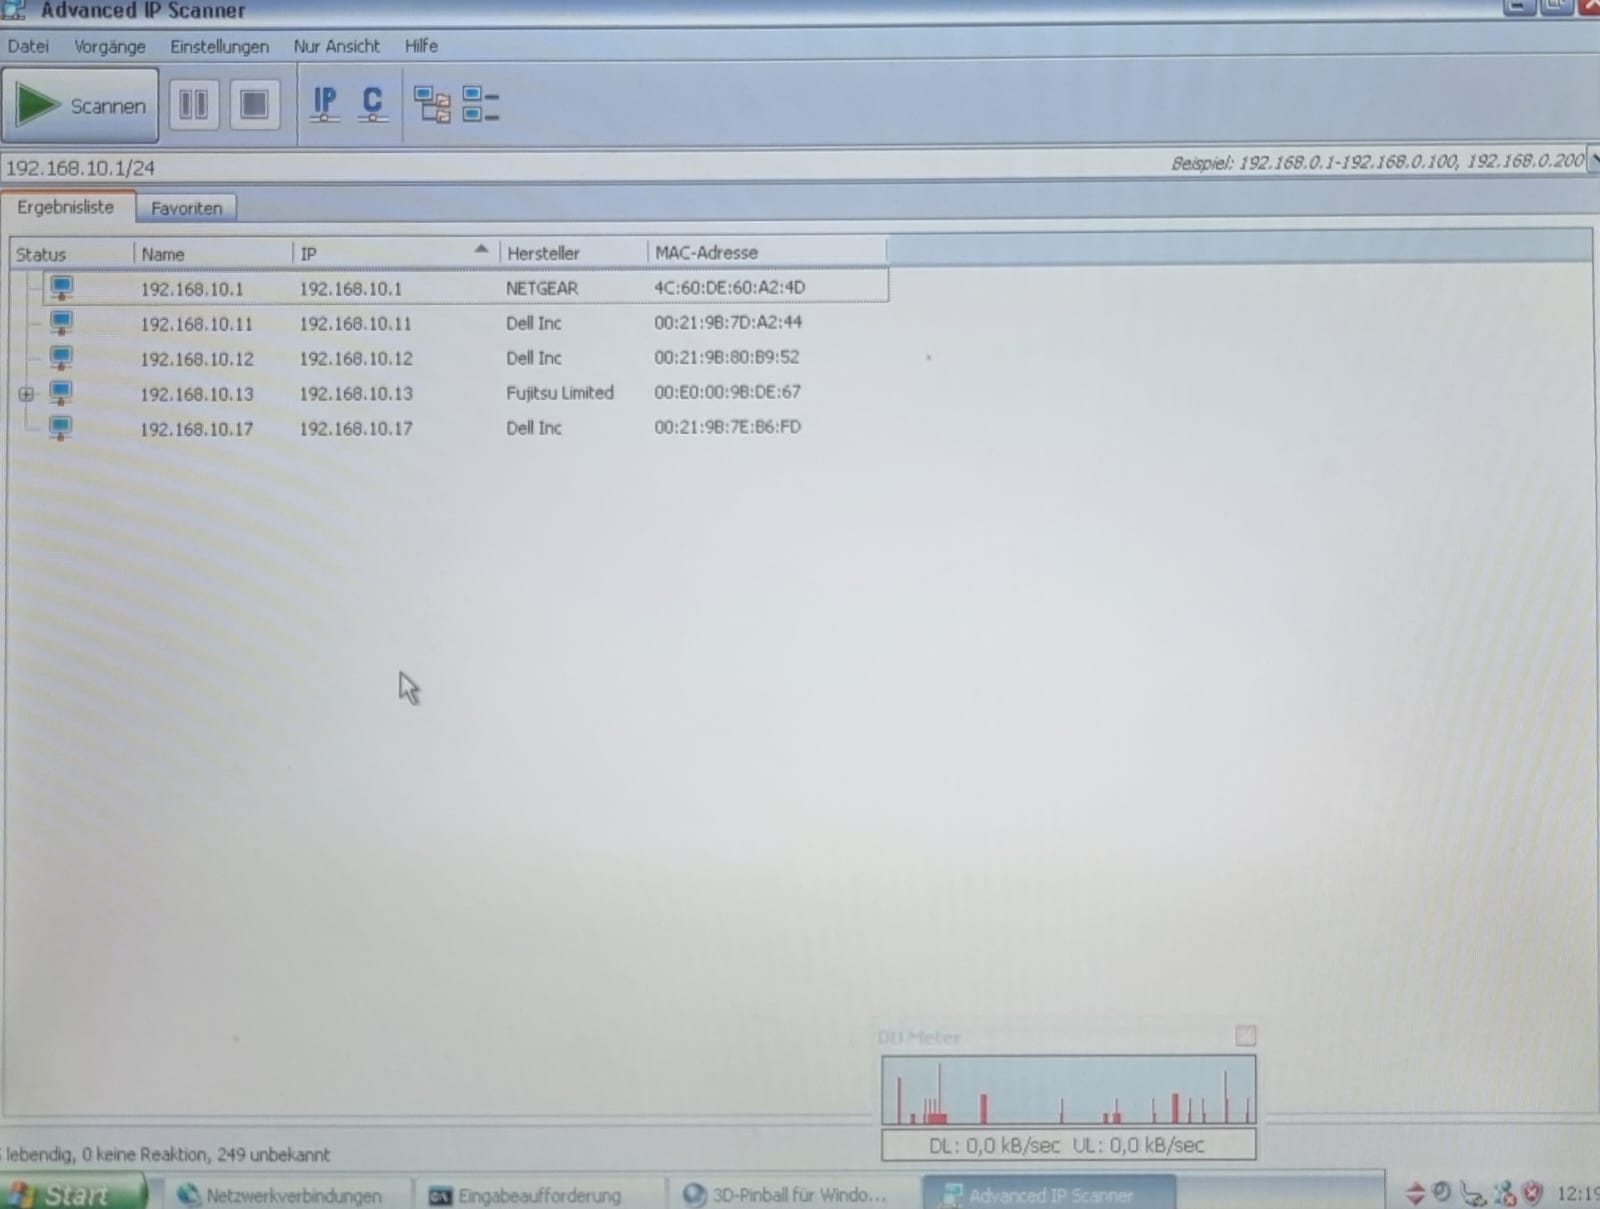 Advanced IP Scanner
Datei Vorgänge Einstellungen Nur Ansicht Hilfe
Scannen IP C
192.168.10.1/24 Beispiel: 192.168.0.1-192.168.0.100, 192.168.0.200
Ergebnisliste Favoriten
Status Name IP Hersteller MAC-Adresse
192.168.10.1 192.168.10.1 NETGEAR 4C:60:DE:60:A2:4D
192.168.10.11 192.168.10.11 Dell Inc 00:21:9B:7D:A2:44
192.168.10.12 192.168.10.12 Dell Inc 00:21:9B:80:B9:52
192.168.10.13 192.168.10.13 Fujitsu Limited 00:E0:00:9B:DE:67
192.168.10.17 192.168.10.17 Dell Inc 00:21:9B:7E:B6:FD
DU Meter
DL: 0,0 kB/sec UL: 0,0 kB/sec
lebendig, 0 keine Reaktion, 249 unbekannt
Start Netzwerkverbindungen Eingabeaufforderung 3D-Pinball für Windo... Advanced IP Scanner 12:19